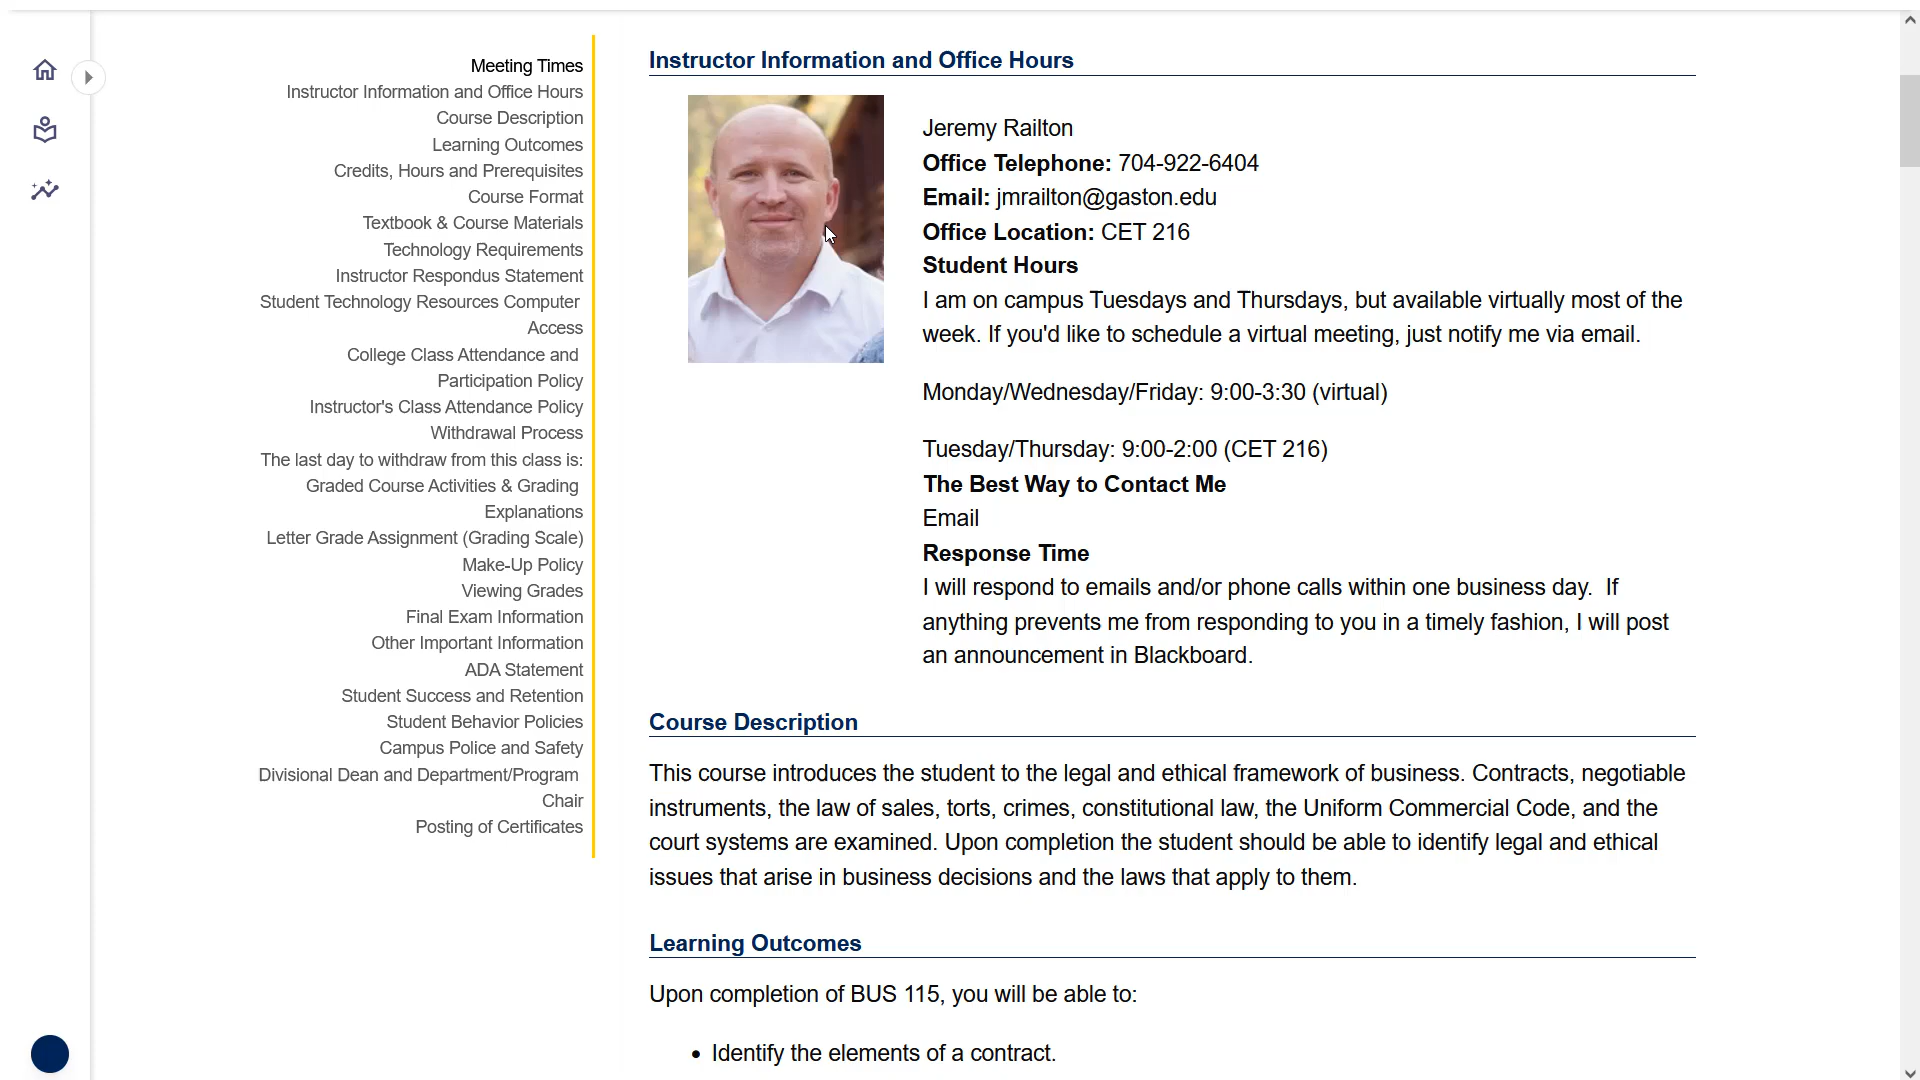 Meeting Times
Instructor Information and Office Hours
Course Description
Learning Outcomes
Credits, Hours and Prerequisites
Course Format
Textbook & Course Materials
Technology Requirements
Instructor Respondus Statement
Student Technology Resources Computer
Access
College Class Attendance and
Participation Policy
Instructor's Class Attendance Policy
Withdrawal Process
The last day to withdraw from this class is:
Graded Course Activities & Grading
Explanations
Letter Grade Assignment (Grading Scale)
Make-Up Policy
Viewing Grades
Final Exam Information
Other Important Information
ADA Statement
Student Success and Retention
Student Behavior Policies
Campus Police and Safety
Divisional Dean and Department/Program
Chair
Posting of Certificates
Instructor Information and Office Hours
Jeremy Railton
Office Telephone: 704-922-6404
Email: jmrailton@gaston.edu
Office Location: CET 216
Student Hours
I am on campus Tuesdays and Thursdays, but available virtually most of the
week. If you'd like to schedule a virtual meeting, just notify me via email.
Monday/Wednesday/Friday: 9:00-3:30 (virtual)
Tuesday/Thursday: 9:00-2:00 (CET 216)
The Best Way to Contact Me
Email
Response Time
I will respond to emails and/or phone calls within one business day.  If
anything prevents me from responding to you in a timely fashion, I will post
an announcement in Blackboard.
Course Description
This course introduces the student to the legal and ethical framework of business. Contracts, negotiable
instruments, the law of sales, torts, crimes, constitutional law, the Uniform Commercial Code, and the
court systems are examined. Upon completion the student should be able to identify legal and ethical
issues that arise in business decisions and the laws that apply to them.
Learning Outcomes
Upon completion of BUS 115, you will be able to:
• Identify the elements of a contract.